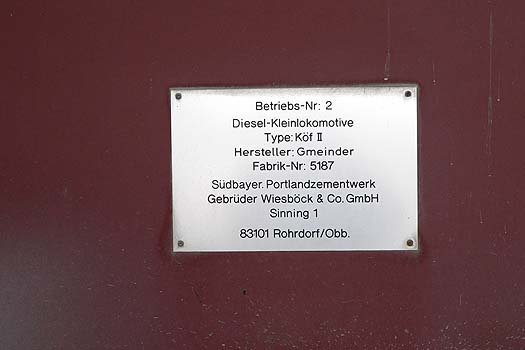 Betriebs-Nr: 2
Diesel-Kleinlokomotive
Type: Köf II
Hersteller: Gmeinder
Fabrik-Nr: 5187
Südbayer. Portlandzementwerk
Gebrüder Wiesböck & Co. GmbH
Sinning 1
83101 Rohrdorf/Obb.